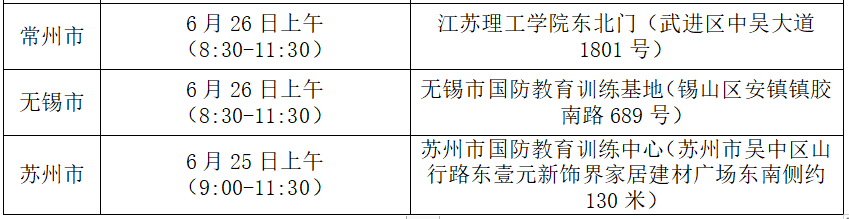 常州市
6 月 26 日上午
（8:30-11:30）
江苏理工学院东北门（武进区中吴大道
1801 号）
无锡市
6 月 26 日上午
（8:30-11:30）
无锡市国防教育训练基地（锡山区安镇镇胶
南路 689 号）
苏州市
6 月 25 日上午
（9:00-11:30）
苏州市国防教育训练中心（苏州市吴中区山
行路东壹元新饰界家居建材广场东南侧约
130 米）